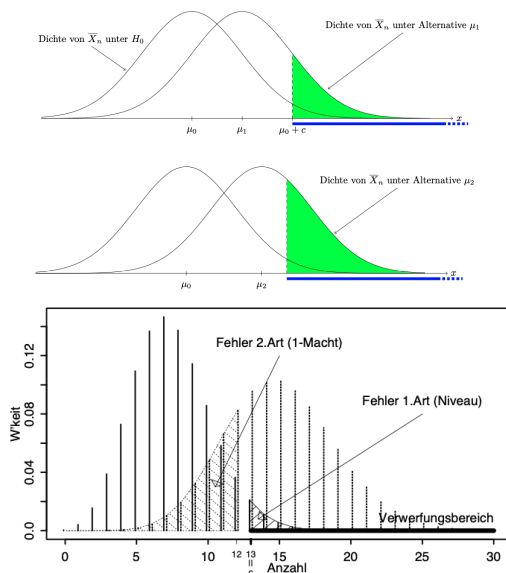 Dichte von X̅ₙ unter H₀
Dichte von X̅ₙ unter Alternative μ₁
μ₀
μ₁
μ₀ + c
x
Dichte von X̅ₙ unter Alternative μ₂
μ₀
μ₂
x
W'keit
0.12
0.08
0.04
0.0
Fehler 2.Art (1-Macht)
Fehler 1.Art (Niveau)
Verwerfungsbereich
0 5 10 15 20 25 30
12 13
Anzahl
=
c